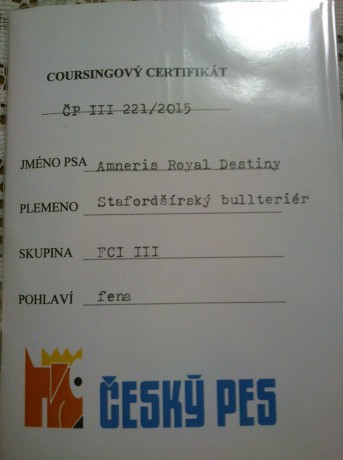 COURSINGOVÝ CERTIFIKÁT
ČP III 221/2015
JMÉNO PSA Amneris Royal Destiny
PLEMENO Stafordšírský bullteriér
SKUPINA FCI III
POHLAVÍ fena
ČESKÝ PES